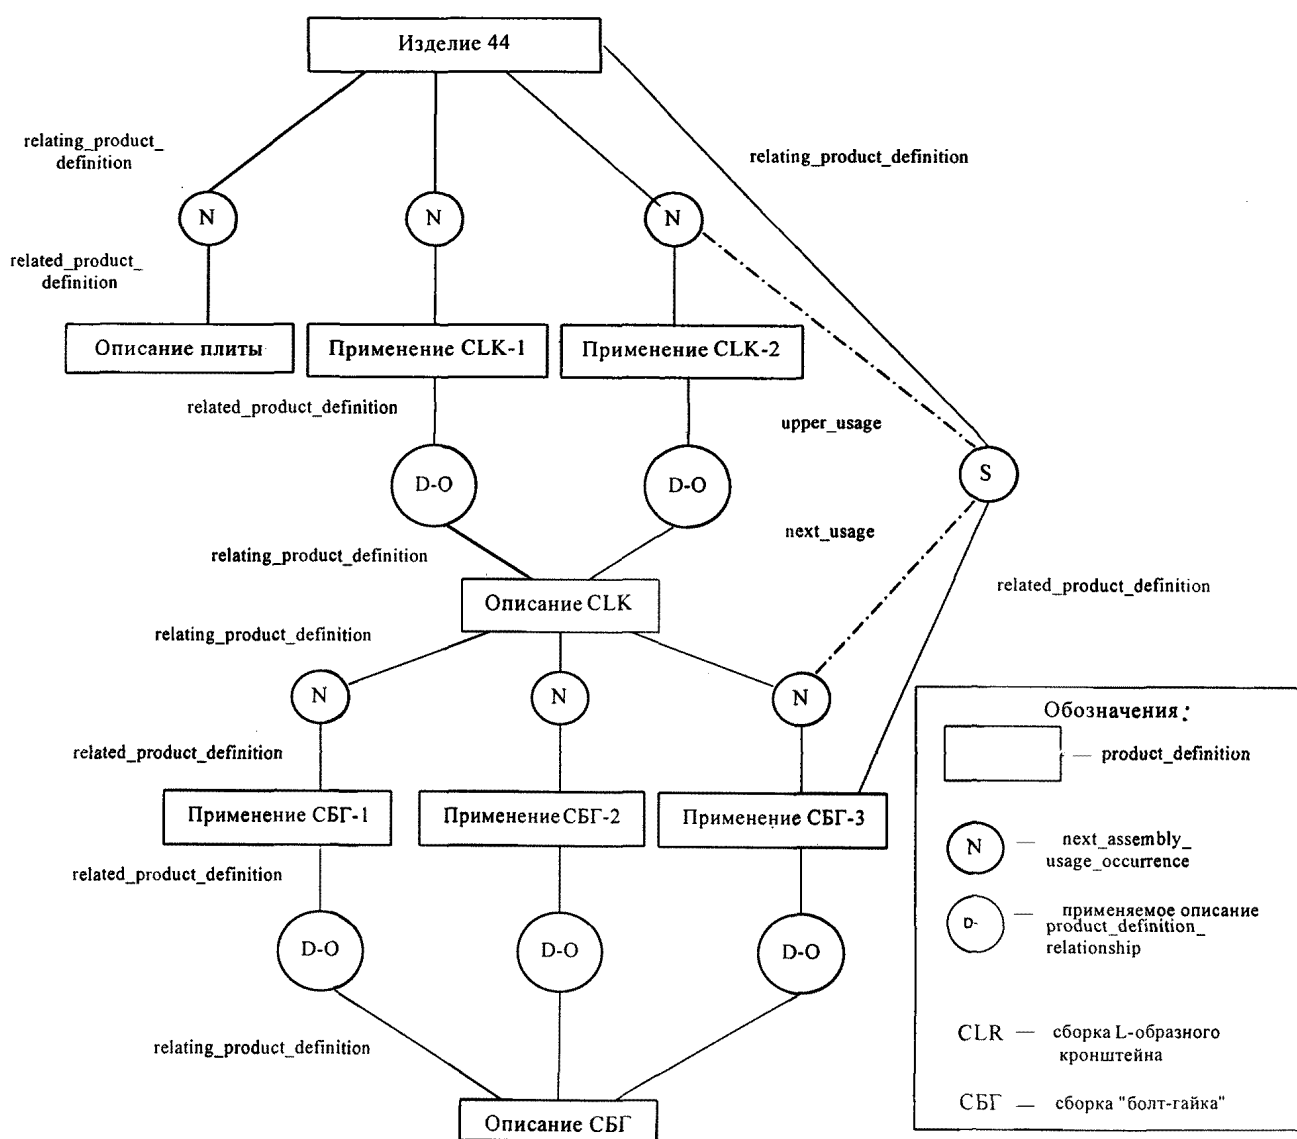 Изделие 44
relating_product_
definition
relating_product_definition
N
N
N
related_product_
definition
Описание плиты
Применение CLK-1
Применение CLK-2
related_product_definition
upper_usage
S
D-O
D-O
next_usage
relating_product_definition
related_product_definition
Описание CLK
relating_product_definition
N
N
N
related_product_definition
Применение СБГ-1
Применение СБГ-2
Применение СБГ-3
related_product_definition
D-O
D-O
D-O
relating_product_definition
Описание СБГ
Обозначения:
— product_definition
N — next_assembly_
usage_occurrence
D- — применяемое описание
product_definition_
relationship
CLR — сборка L-образного
кронштейна
СБГ — сборка "болт-гайка"